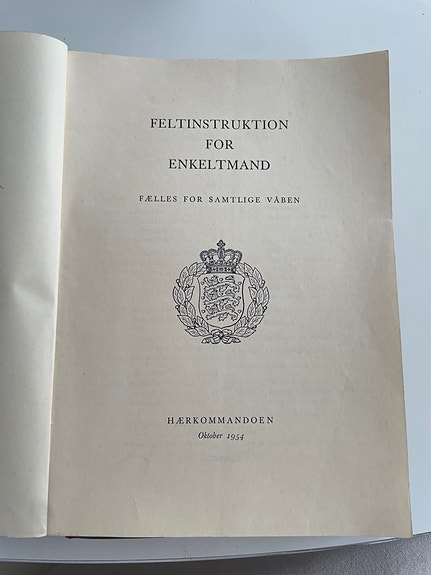 FELTINSTRUKTION
FOR
ENKELTMAND
FÆLLES FOR SAMTLIGE VÅBEN
HÆRKOMMANDOEN
Oktober 1954